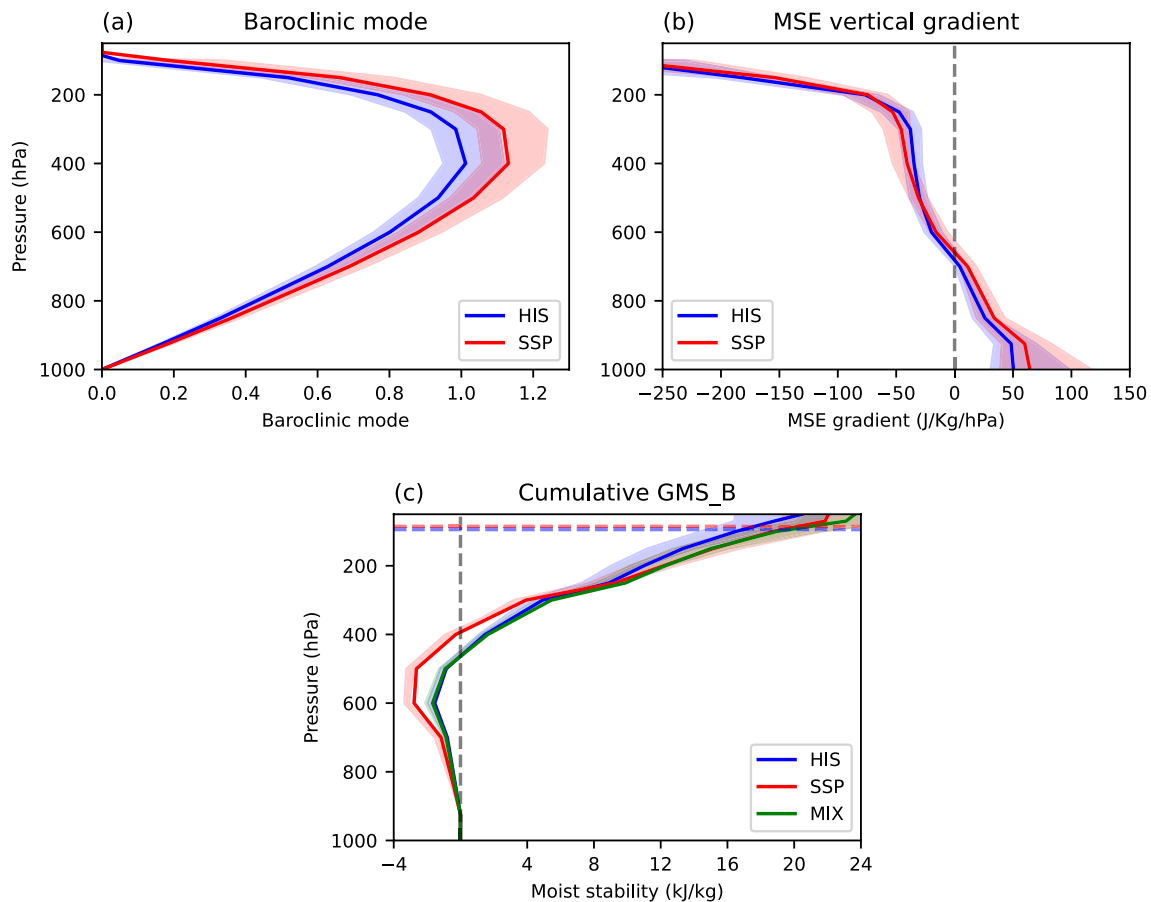 (a) Baroclinic mode
Pressure (hPa)
200
400
600
800
1000
0.0 0.2 0.4 0.6 0.8 1.0 1.2
Baroclinic mode
HIS
SSP
(b) MSE vertical gradient
200
400
600
800
1000
−250 −200 −150 −100 −50 0 50 100 150
MSE gradient (J/Kg/hPa)
HIS
SSP
(c) Cumulative GMS_B
Pressure (hPa)
200
400
600
800
1000
−4 4 8 12 16 20 24
Moist stability (kJ/kg)
HIS
SSP
MIX